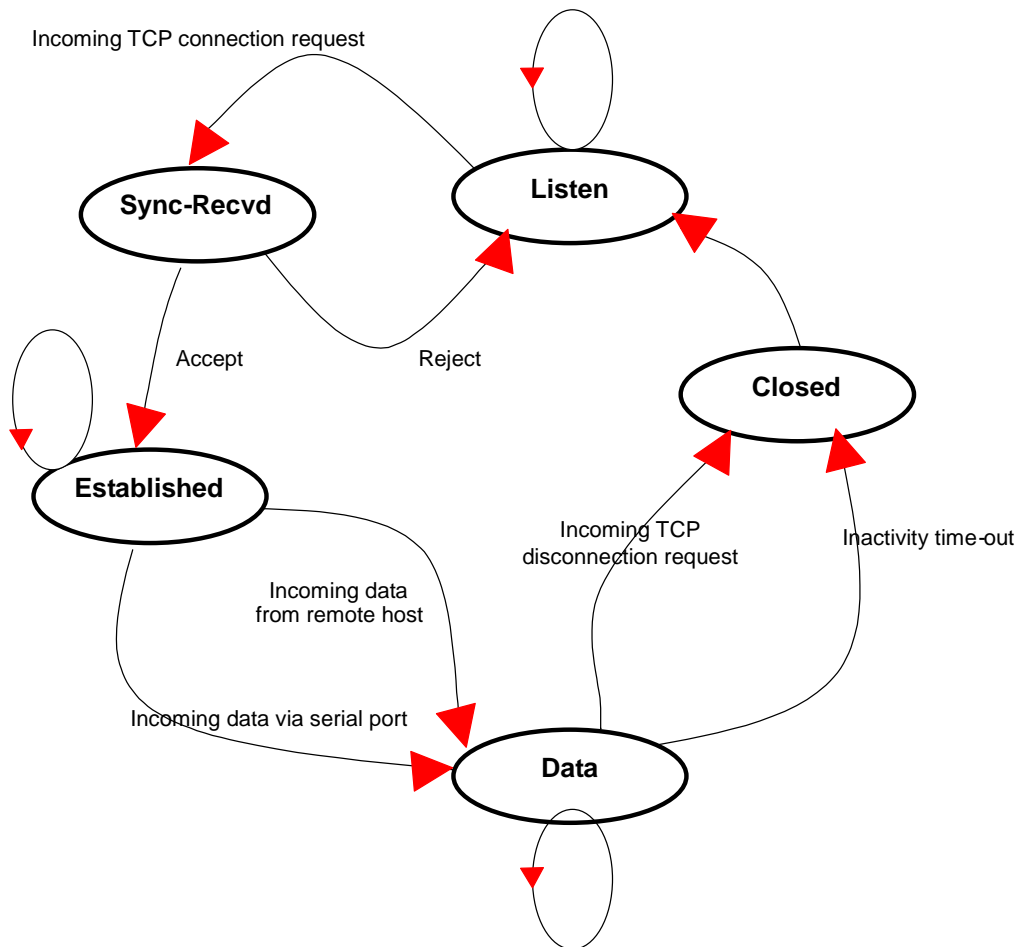 Incoming TCP connection request
Listen
Sync-Recvd
Accept
Reject
Closed
Established
Incoming TCP
disconnection request
Inactivity time-out
Incoming data
from remote host
Incoming data via serial port
Data